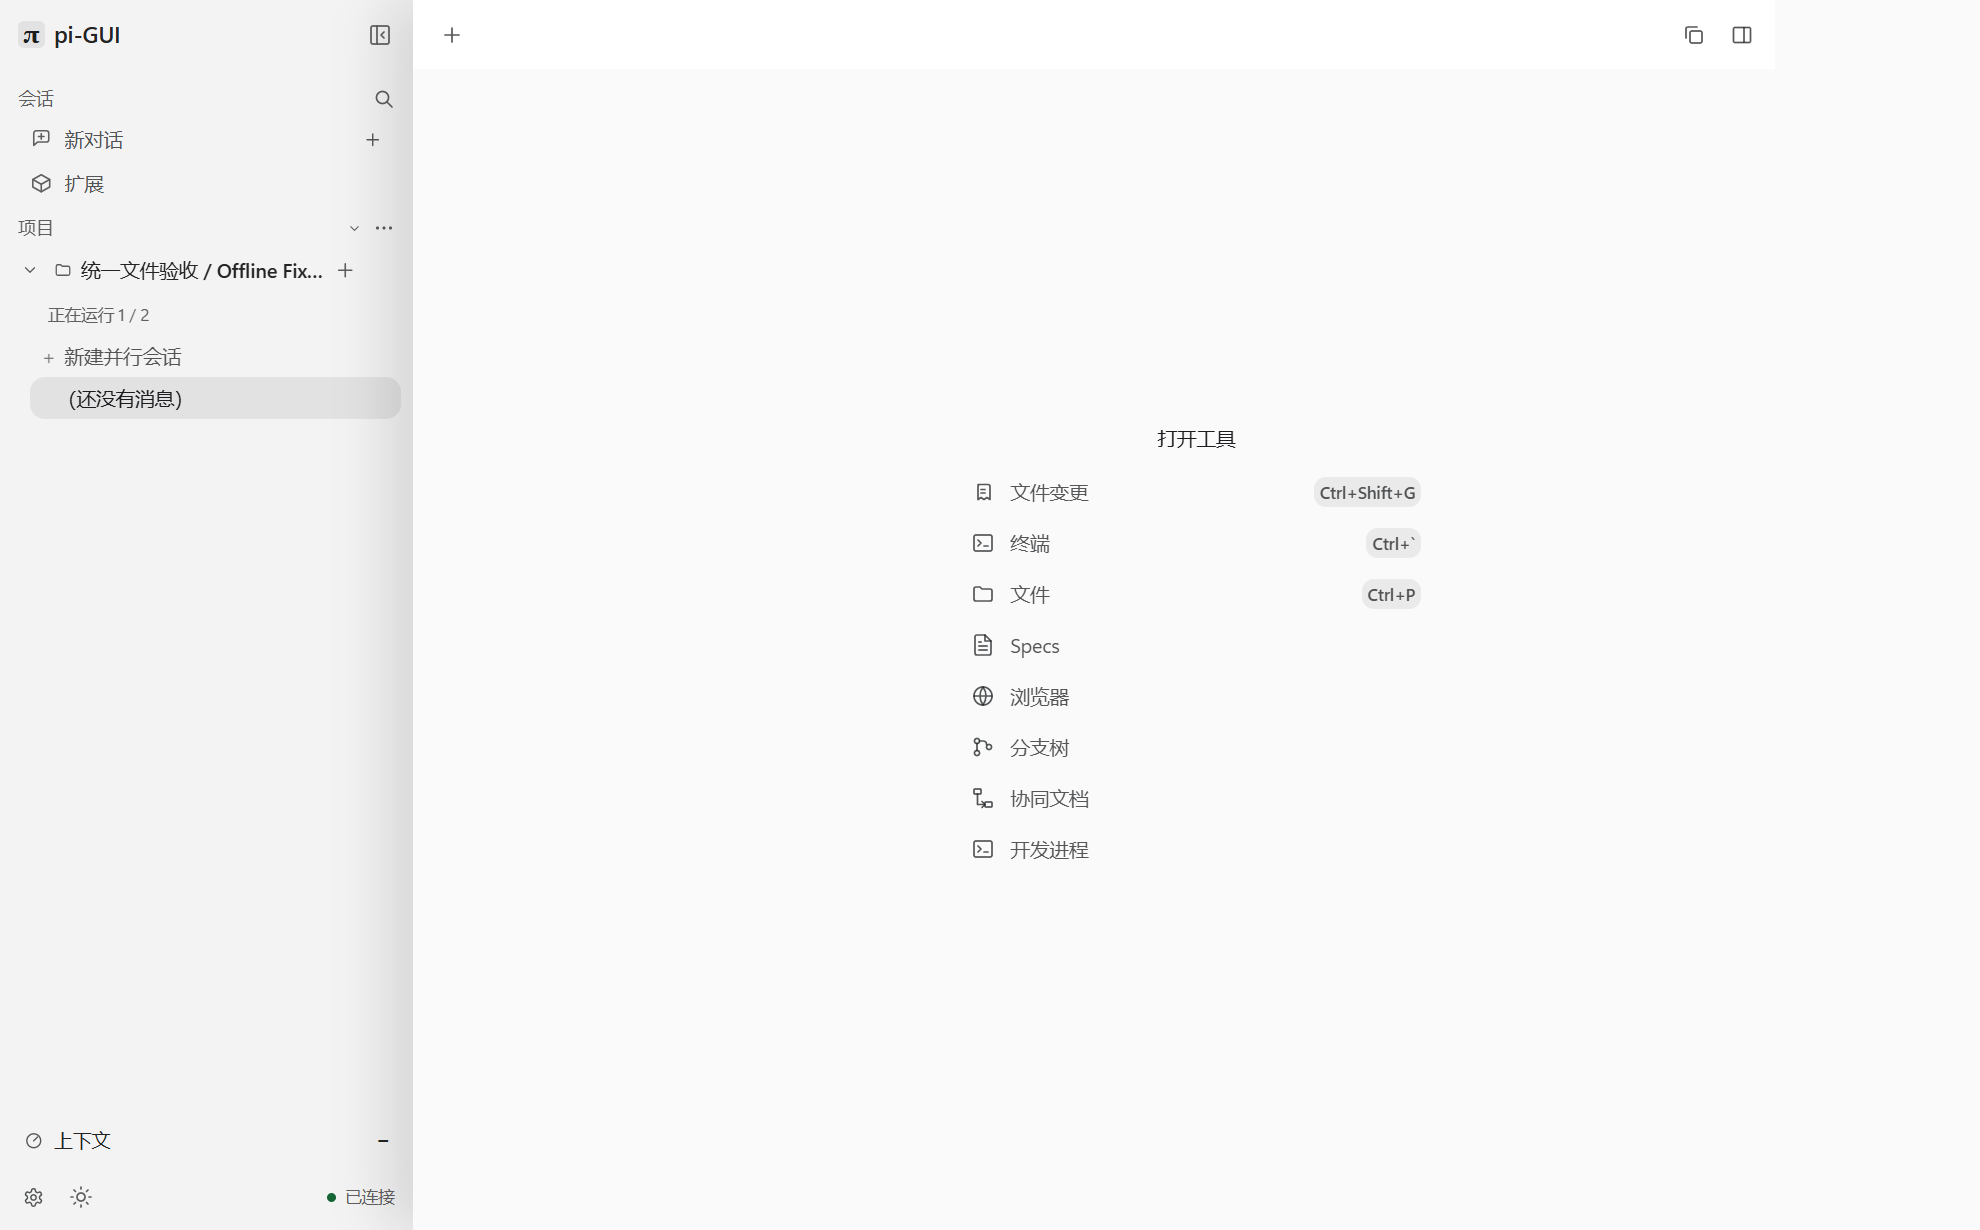 π pi-GUI
会话
新对话
扩展
项目
统一文件验收 / Offline Fix...
正在运行 1 / 2
+ 新建并行会话
(还没有消息)
上下文 –
已连接
打开工具
文件变更 Ctrl+Shift+G
终端 Ctrl+`
文件 Ctrl+P
Specs
浏览器
分支树
协同文档
开发进程